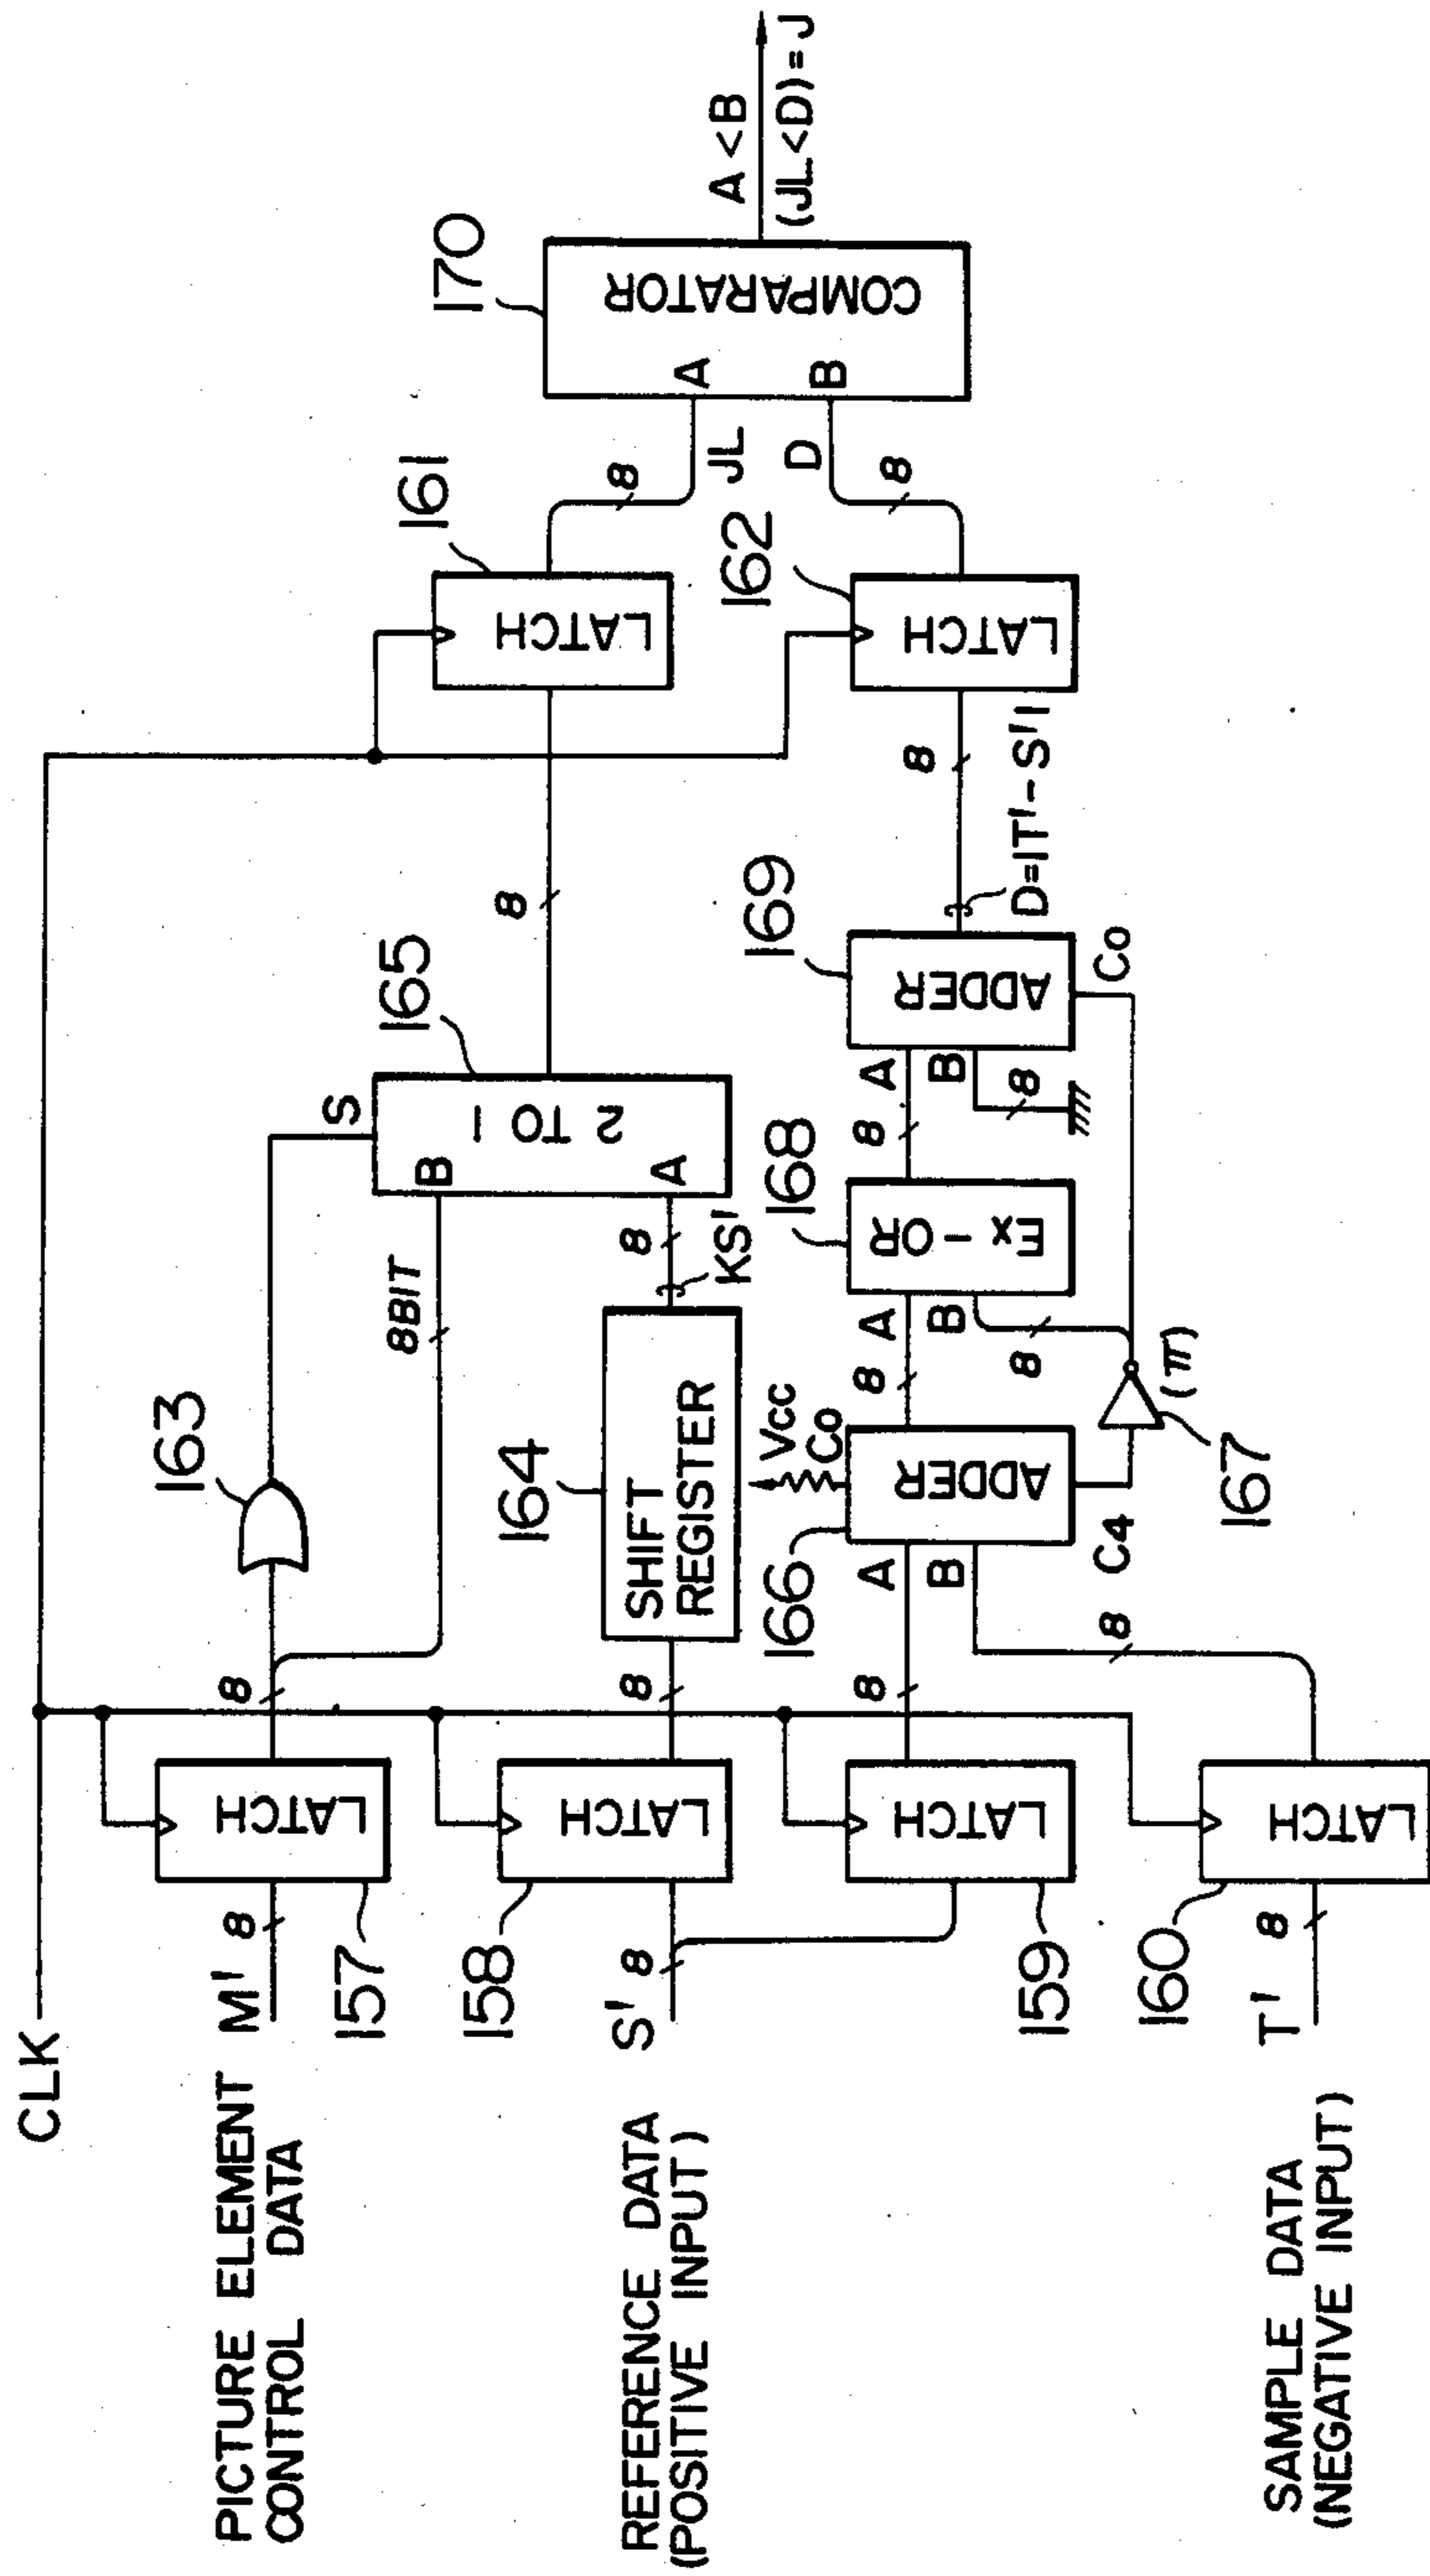 CLK
PICTURE ELEMENT M'
CONTROL DATA
8
157
LATCH
8
163
8BIT
S
B
2 TO 1
A
165
8
161
LATCH
8
JL
REFERENCE DATA S'
(POSITIVE INPUT)
8
158
LATCH
8
164
SHIFT
REGISTER
8
KS'
170
A
B
COMPARATOR
A<B
(JL<D)=J
159
LATCH
8
166
A
B
ADDER
Vcc
Co
C4
8
167
(π)
8
168
A
B
Ex-OR
8
169
A
B
8
ADDER
Co
8
D=|T'-S'|
162
LATCH
D
8
SAMPLE DATA T'
(NEGATIVE INPUT)
8
160
LATCH
8